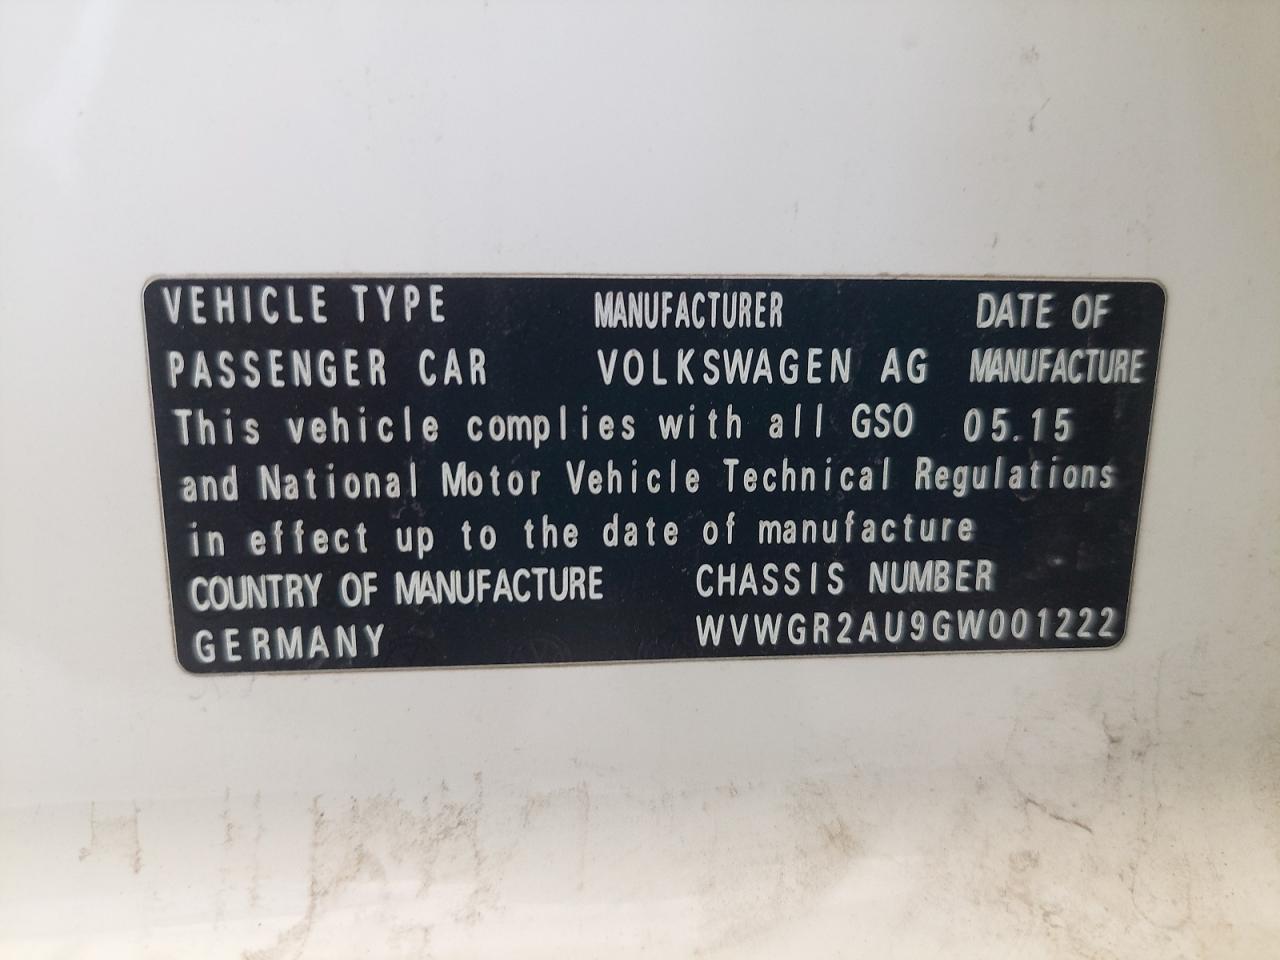 VEHICLE TYPE MANUFACTURER DATE OF
PASSENGER CAR VOLKSWAGEN AG MANUFACTURE
This vehicle complies with all GSO 05.15
and National Motor Vehicle Technical Regulations
in effect up to the date of manufacture
COUNTRY OF MANUFACTURE CHASSIS NUMBER
GERMANY WVWGR2AU9GW001222